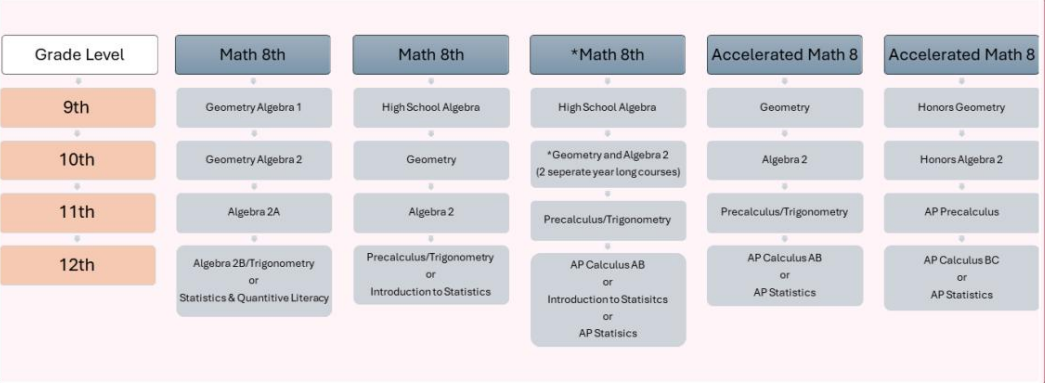 Grade Level
Math 8th
Math 8th
*Math 8th
Accelerated Math 8
Accelerated Math 8
9th
Geometry Algebra 1
High School Algebra
High School Algebra
Geometry
Honors Geometry
10th
Geometry Algebra 2
Geometry
*Geometry and Algebra 2
(2 seperate year long courses)
Algebra 2
Honors Algebra 2
11th
Algebra 2A
Algebra 2
Precalculus/Trigonometry
Precalculus/Trigonometry
AP Precalculus
12th
Algebra 2B/Trigonometry
or
Statistics & Quantitive Literacy
Precalculus/Trigonometry
or
Introduction to Statistics
AP Calculus AB
or
Introduction to Statisitcs
or
AP Statisics
AP Calculus AB
or
AP Statistics
AP Calculus BC
or
AP Statistics